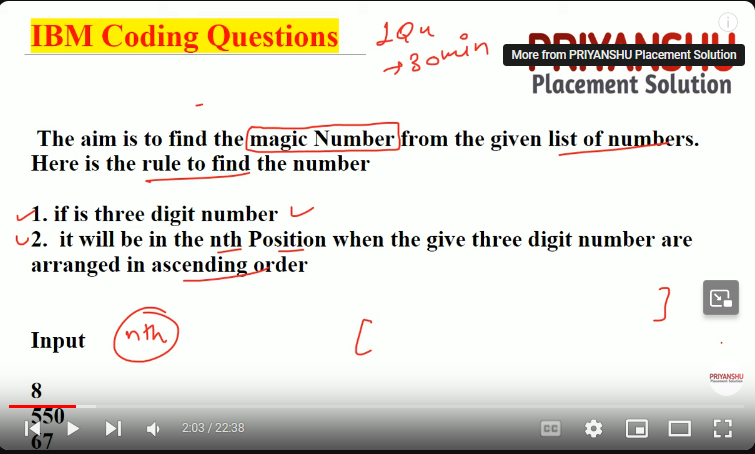 IBM Coding Questions
1Qu
→30min
PRIYANSHU
More from PRIYANSHU Placement Solution
Placement Solution
The aim is to find the magic Number from the given list of numbers.
Here is the rule to find the number
1. if is three digit number
2. it will be in the nth Position when the give three digit number are
arranged in ascending order
[ ]
Input nth
PRIYANSHU
8
550
2:03 / 22:38
CC
67